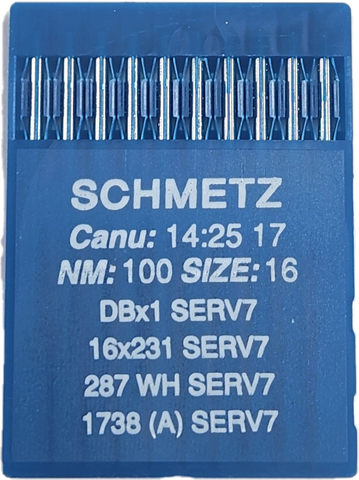 SCHMETZ
Canu: 14:25 17
NM: 100 SIZE: 16
DBx1 SERV7
16x231 SERV7
287 WH SERV7
1738 (A) SERV7